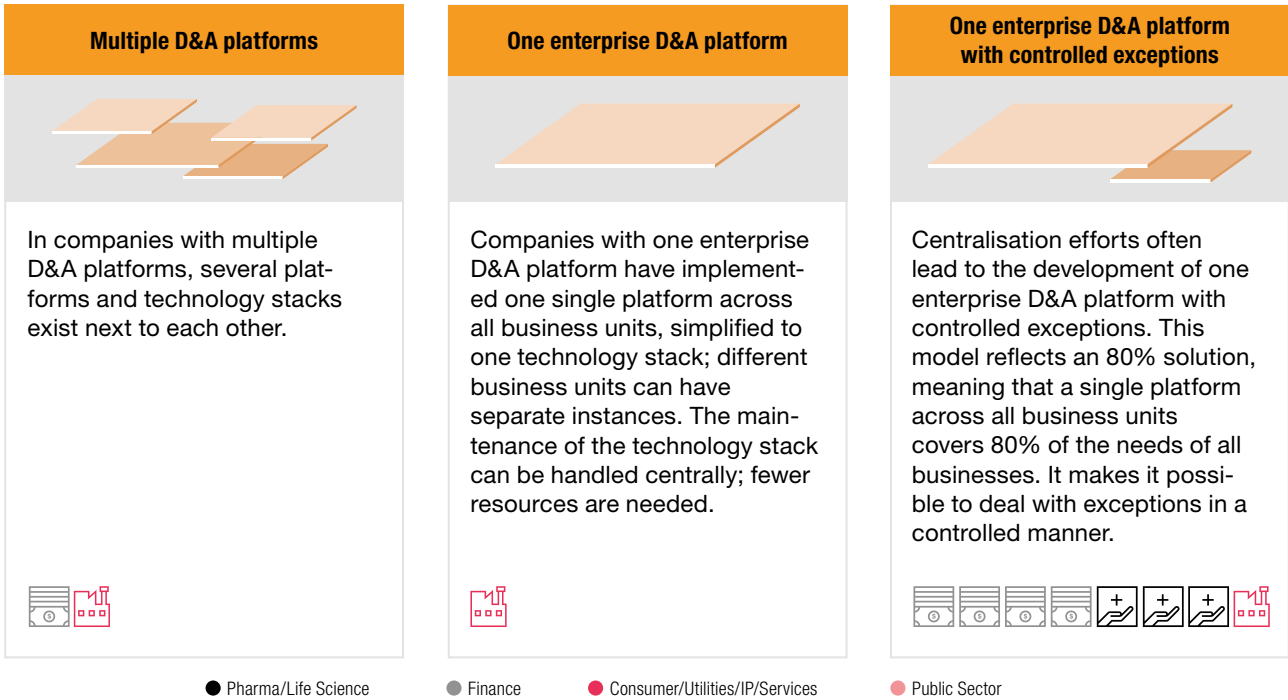 Multiple D&A platforms
In companies with multiple
D&A platforms, several plat-
forms and technology stacks
exist next to each other.
One enterprise D&A platform
Companies with one enterprise
D&A platform have implement-
ed one single platform across
all business units, simplified to
one technology stack; different
business units can have
separate instances. The main-
tenance of the technology stack
can be handled centrally; fewer
resources are needed.
One enterprise D&A platform
with controlled exceptions
Centralisation efforts often
lead to the development of one
enterprise D&A platform with
controlled exceptions. This
model reflects an 80% solution,
meaning that a single platform
across all business units
covers 80% of the needs of all
businesses. It makes it possi-
ble to deal with exceptions in a
controlled manner.
Pharma/Life Science
Finance
Consumer/Utilities/IP/Services
Public Sector